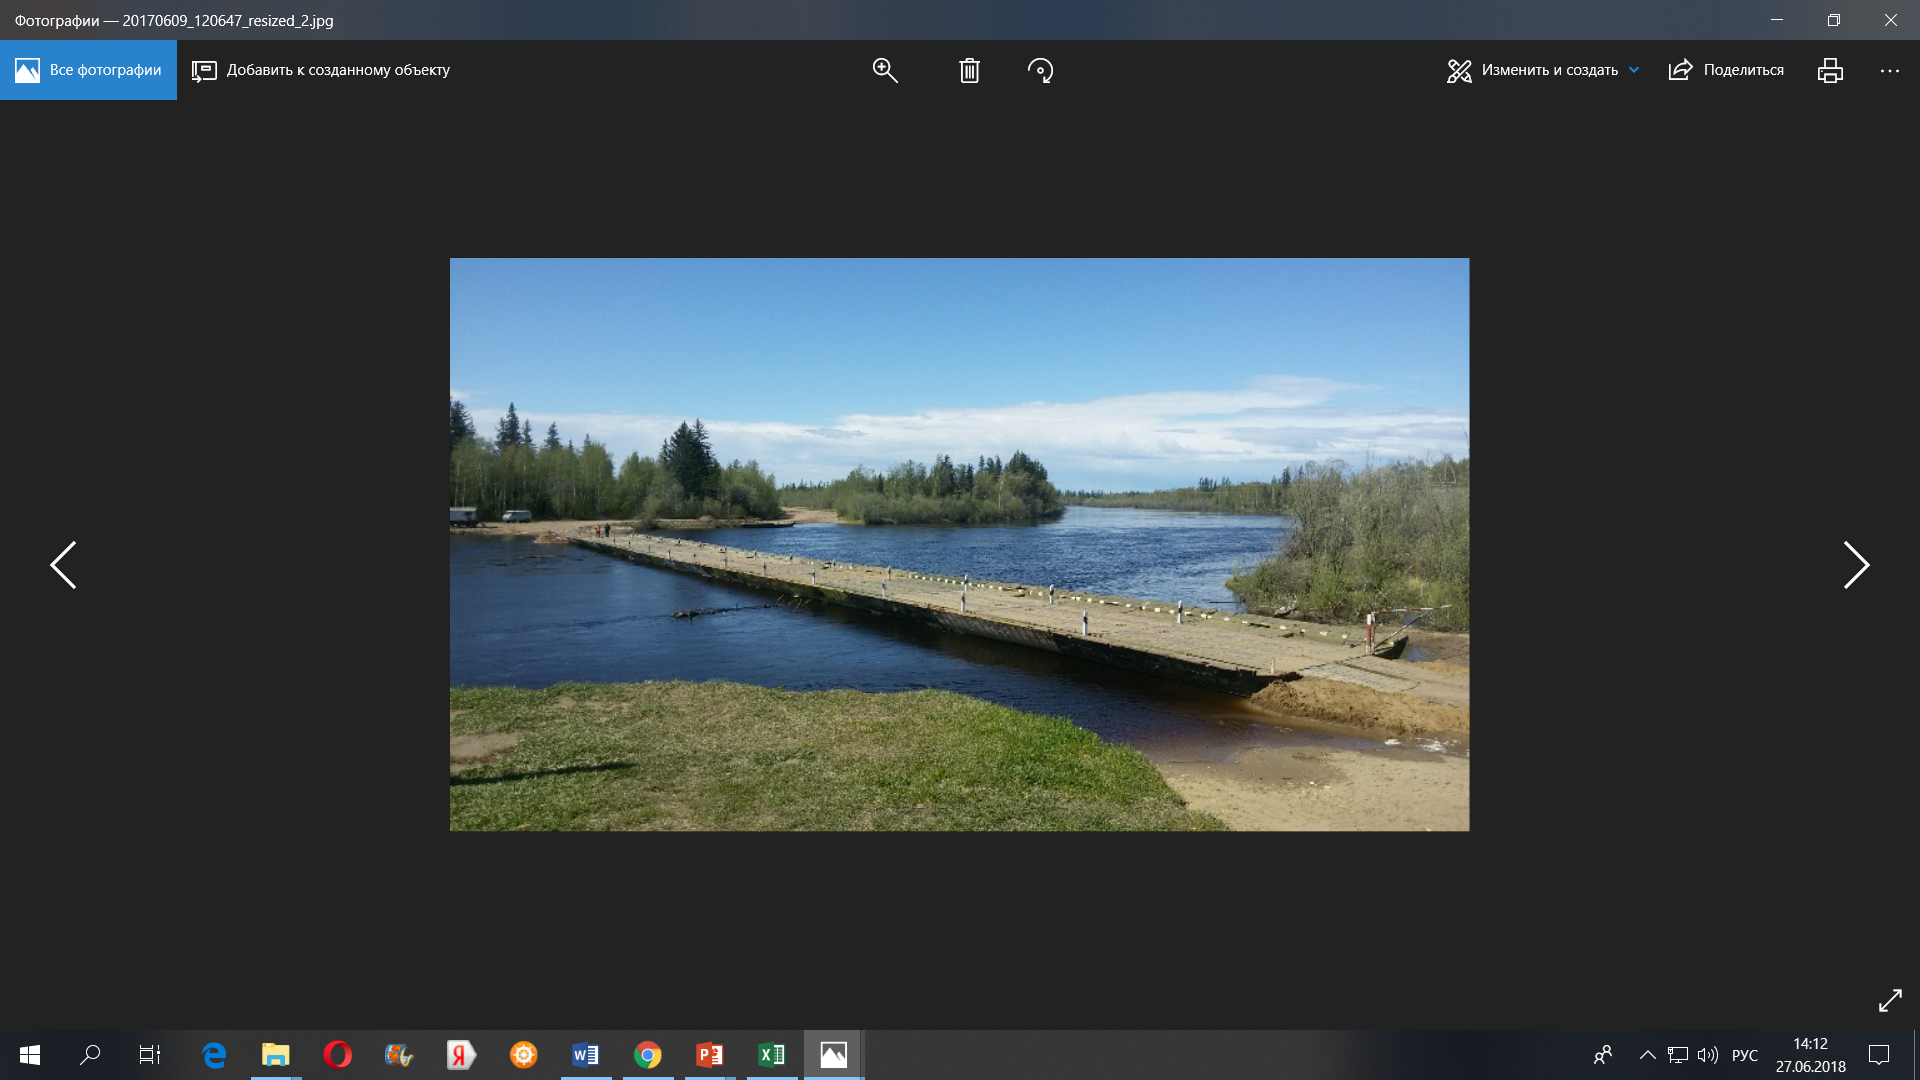 Фотографии — 20170609_120647_resized_2.jpg
Все фотографии
Добавить к созданному объекту
Изменить и создать
Поделиться
РУС
14:12
27.06.2018